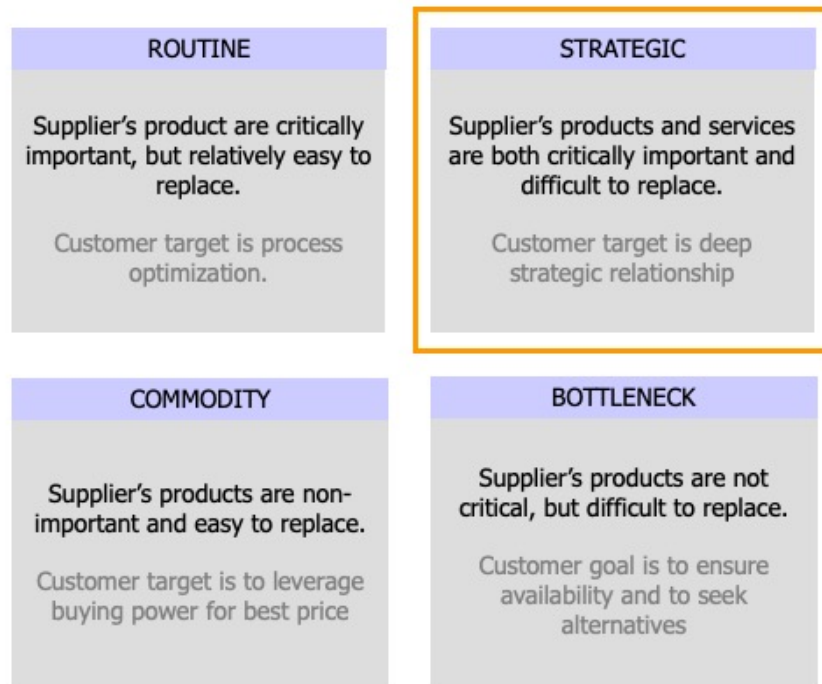 ROUTINE
Supplier's product are critically
important, but relatively easy to
replace.
Customer target is process
optimization.
STRATEGIC
Supplier's products and services
are both critically important and
difficult to replace.
Customer target is deep
strategic relationship
COMMODITY
Supplier's products are non-
important and easy to replace.
Customer target is to leverage
buying power for best price
BOTTLENECK
Supplier's products are not
critical, but difficult to replace.
Customer goal is to ensure
availability and to seek
alternatives